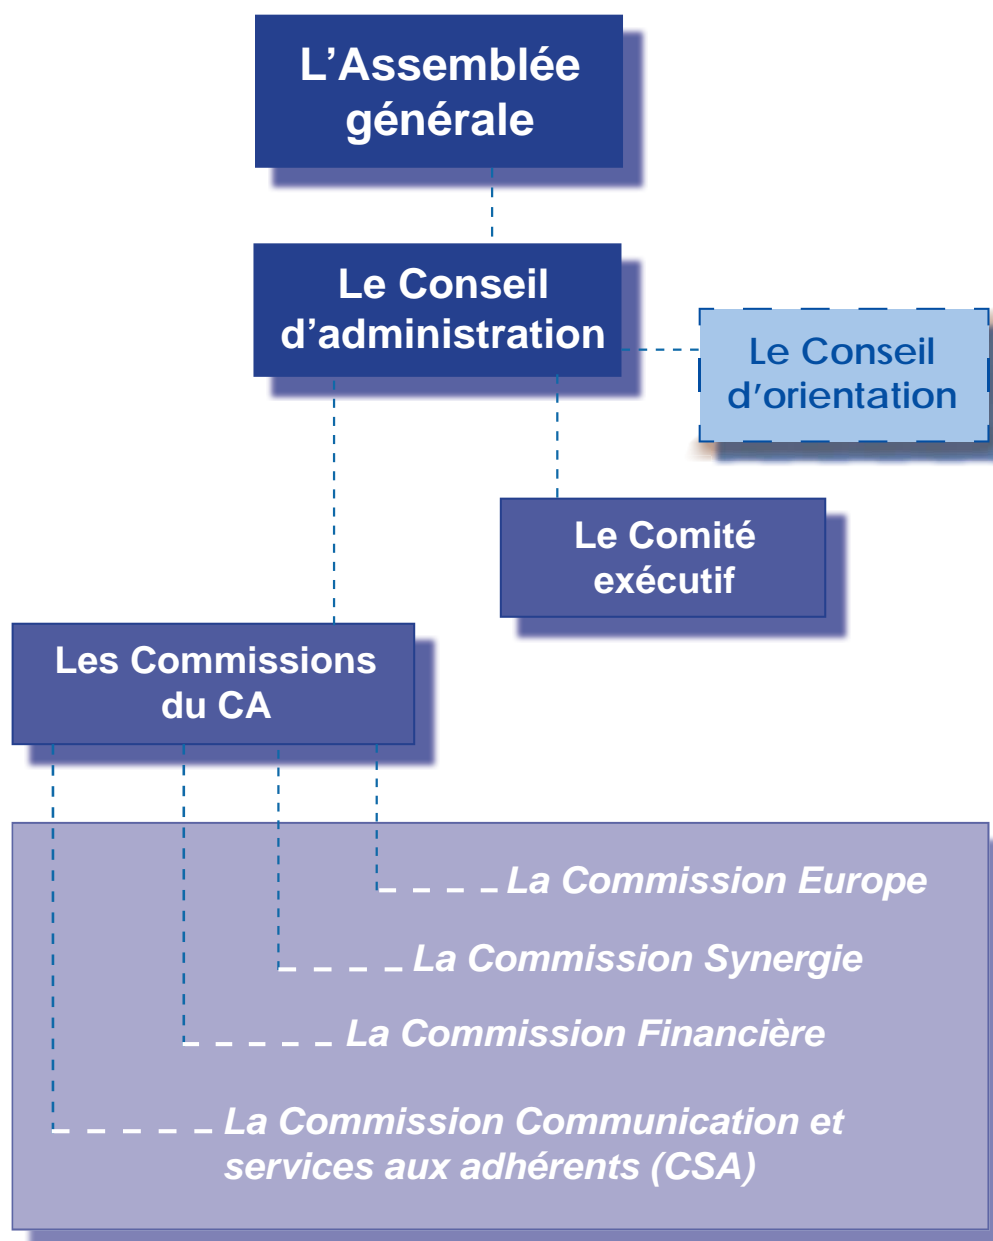 L’Assemblée
générale
Le Conseil
d’administration
Le Conseil
d’orientation
Le Comité
exécutif
Les Commissions
du CA
La Commission Europe
La Commission Synergie
La Commission Financière
La Commission Communication et
services aux adhérents (CSA)